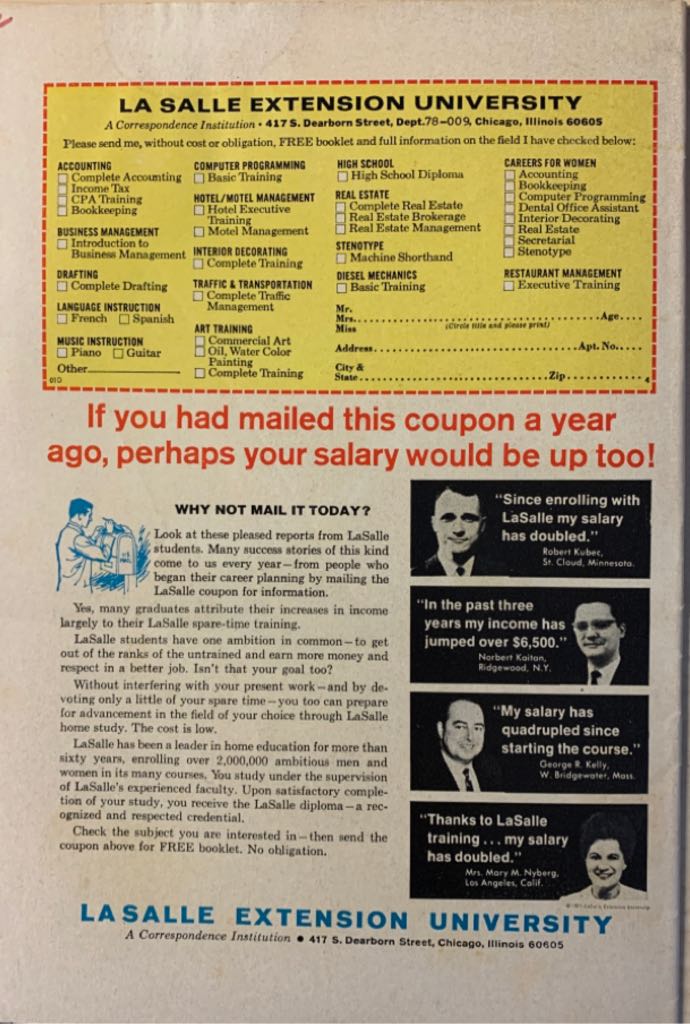 LA SALLE EXTENSION UNIVERSITY
A Correspondence Institution • 417 S. Dearborn Street, Dept.78-009, Chicago, Illinois 60605
Please send me, without cost or obligation, FREE booklet and full information on the field I have checked below:
ACCOUNTING
Complete Accounting
Income Tax
CPA Training
Bookkeeping
BUSINESS MANAGEMENT
Introduction to
Business Management
DRAFTING
Complete Drafting
LANGUAGE INSTRUCTION
French Spanish
MUSIC INSTRUCTION
Piano Guitar
Other
010
COMPUTER PROGRAMMING
Basic Training
HOTEL/MOTEL MANAGEMENT
Hotel Executive
Training
Motel Management
INTERIOR DECORATING
Complete Training
TRAFFIC & TRANSPORTATION
Complete Traffic
Management
ART TRAINING
Commercial Art
Oil, Water Color
Painting
Complete Training
HIGH SCHOOL
High School Diploma
REAL ESTATE
Complete Real Estate
Real Estate Brokerage
Real Estate Management
STENOTYPE
Machine Shorthand
DIESEL MECHANICS
Basic Training
CAREERS FOR WOMEN
Accounting
Bookkeeping
Computer Programming
Dental Office Assistant
Interior Decorating
Real Estate
Secretarial
Stenotype
RESTAURANT MANAGEMENT
Executive Training
Mr.
Mrs. Age
Miss (Circle title and please print)
Address Apt. No.
City &
State Zip
4
If you had mailed this coupon a year
ago, perhaps your salary would be up too!
WHY NOT MAIL IT TODAY?
Look at these pleased reports from LaSalle
students. Many success stories of this kind
come to us every year—from people who
began their career planning by mailing the
LaSalle coupon for information.
Yes, many graduates attribute their increases in income
largely to their LaSalle spare-time training.
LaSalle students have one ambition in common—to get
out of the ranks of the untrained and earn more money and
respect in a better job. Isn't that your goal too?
Without interfering with your present work—and by de-
voting only a little of your spare time—you too can prepare
for advancement in the field of your choice through LaSalle
home study. The cost is low.
LaSalle has been a leader in home education for more than
sixty years, enrolling over 2,000,000 ambitious men and
women in its many courses. You study under the supervision
of LaSalle's experienced faculty. Upon satisfactory comple-
tion of your study, you receive the LaSalle diploma—a rec-
ognized and respected credential.
Check the subject you are interested in—then send the
coupon above for FREE booklet. No obligation.
"Since enrolling with
LaSalle my salary
has doubled."
Robert Kubec,
St. Cloud, Minnesota.
"In the past three
years my income has
jumped over $6,500."
Norbert Kaitan,
Ridgewood, N.Y.
"My salary has
quadrupled since
starting the course."
George R. Kelly,
W. Bridgewater, Mass.
"Thanks to LaSalle
training...my salary
has doubled."
Mrs. Mary M. Nyberg,
Los Angeles, Calif.
LASALLE EXTENSION UNIVERSITY
A Correspondence Institution • 417 S. Dearborn Street, Chicago, Illinois 60605